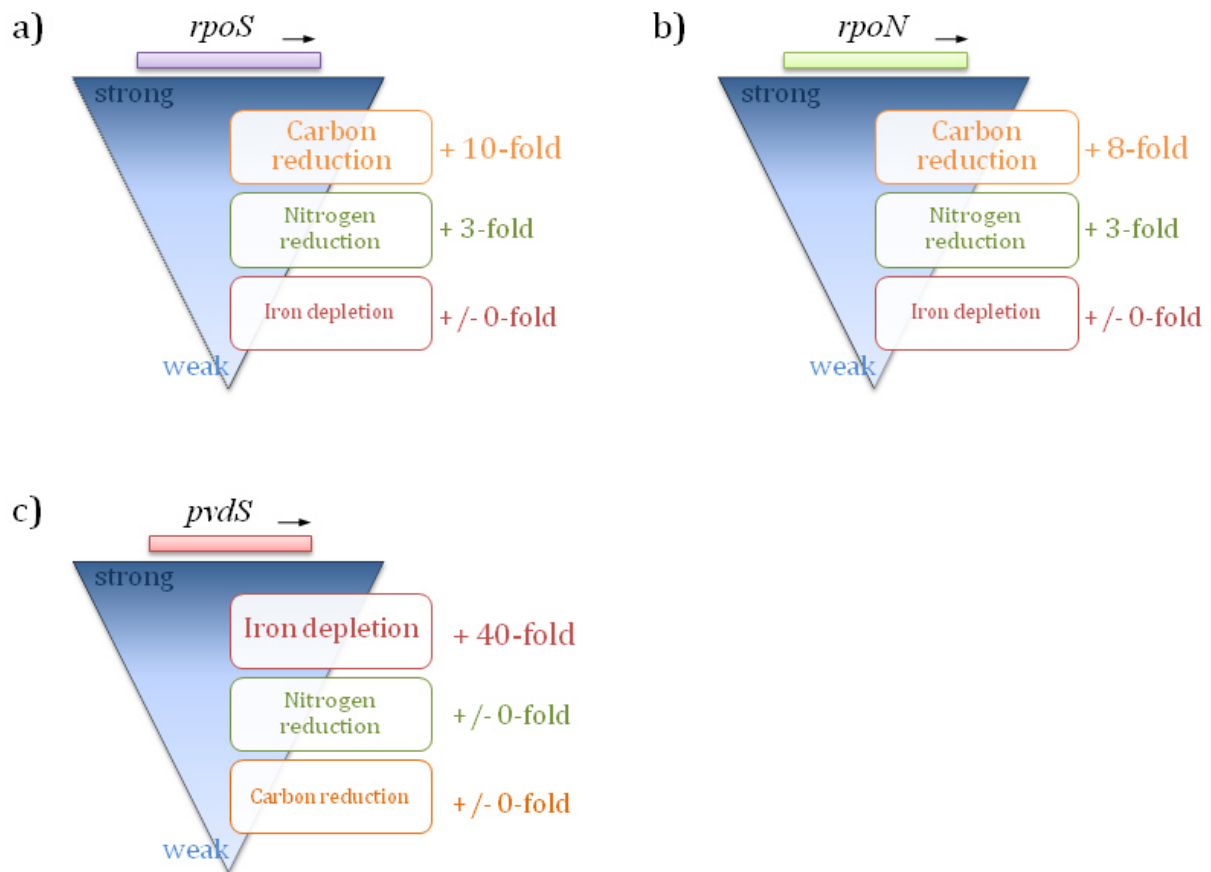 a)
rpoS
strong
Carbon
reduction
+ 10-fold
Nitrogen
reduction
+ 3-fold
Iron depletion
+/- 0-fold
weak
b)
rpoN
strong
Carbon
reduction
+ 8-fold
Nitrogen
reduction
+ 3-fold
Iron depletion
+/- 0-fold
weak
c)
pvdS
strong
Iron depletion
+ 40-fold
Nitrogen
reduction
+/- 0-fold
Carbon reduction
+/- 0-fold
weak